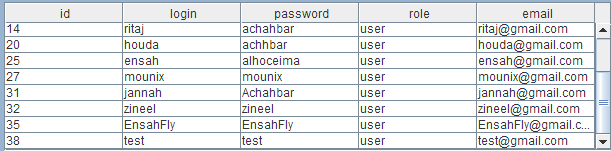 id login password role email
14 ritaj achahbar user ritaj@gmail.com
20 houda achhbar user houda@gmail.com
25 ensah alhoceima user ensah@gmail.com
27 mounix mounix user mounix@gmail.com
31 jannah Achahbar user jannah@gmail.com
32 zineel zineel user zineel@gmail.com
35 EnsahFly EnsahFly user EnsahFly@gmail.c...
38 test test user test@gmail.com